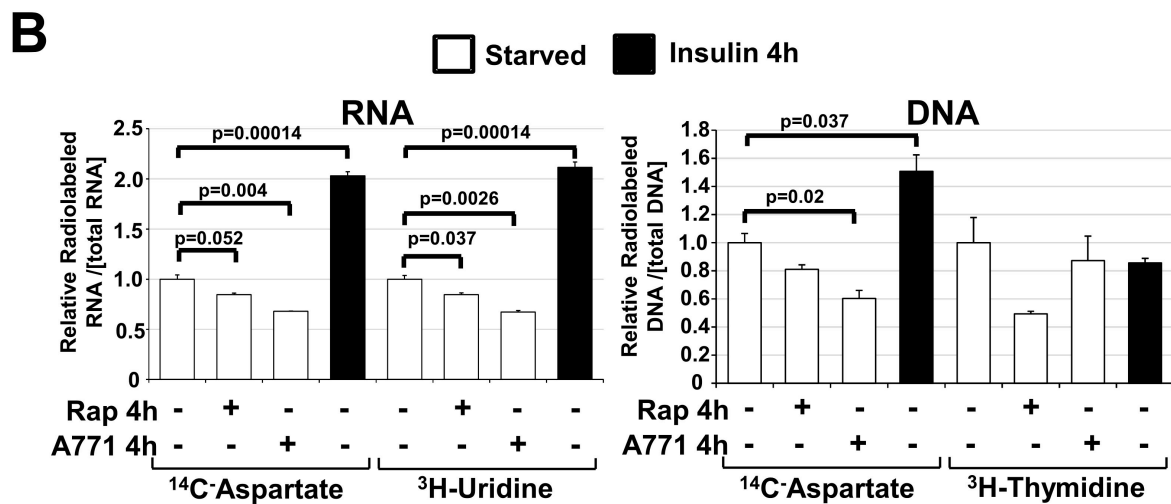 B
Starved Insulin 4h
RNA
Relative Radiolabeled
RNA /[total RNA]
2.5
2.0
1.5
1.0
0.5
0
p=0.00014 p=0.00014
p=0.004 p=0.0026
p=0.052 p=0.037
Rap 4h - + - - - + - -
A771 4h - - + - - - + -
14C-Aspartate 3H-Uridine
DNA
Relative Radiolabeled
DNA /[total DNA]
1.8
1.6
1.4
1.2
1.0
0.8
0.6
0.4
0.2
0
p=0.037
p=0.02
Rap 4h - + - - - + - -
A771 4h - - + - - - + -
14C-Aspartate 3H-Thymidine